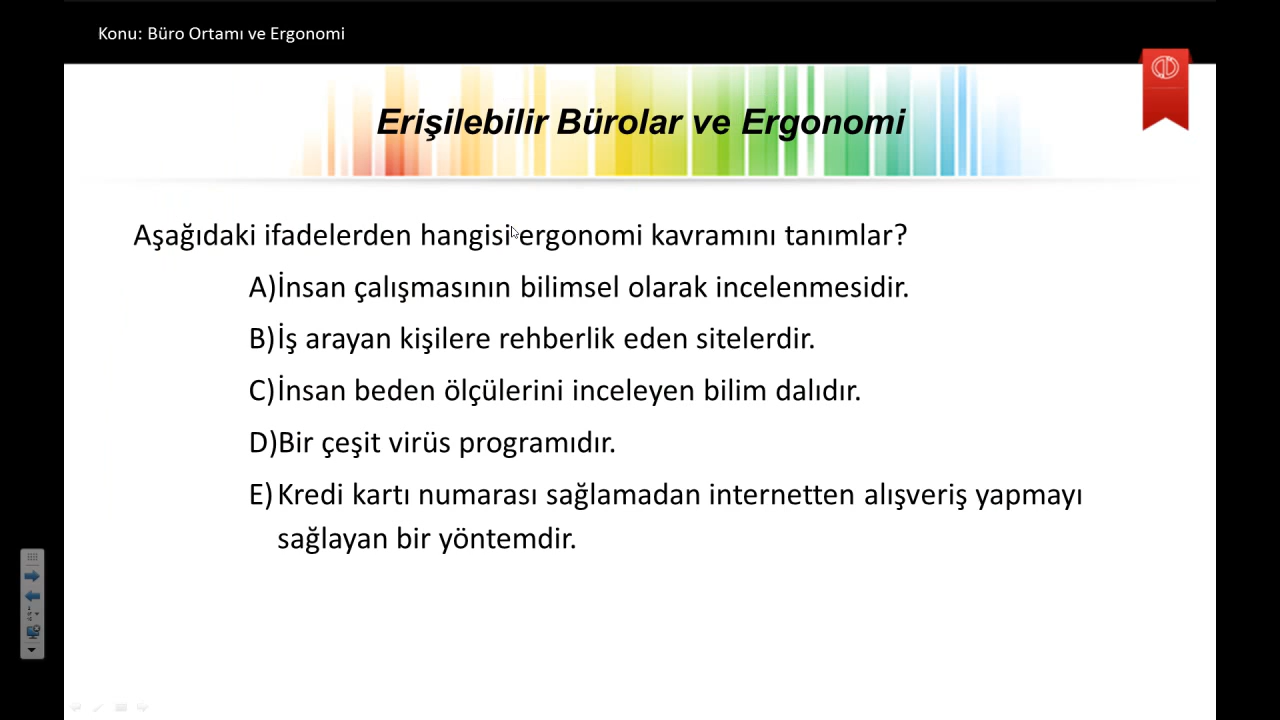 Konu: Büro Ortamı ve Ergonomi
Erişilebilir Bürolar ve Ergonomi
Aşağıdaki ifadelerden hangisi ergonomi kavramını tanımlar?
A)İnsan çalışmasının bilimsel olarak incelenmesidir.
B)İş arayan kişilere rehberlik eden sitelerdir.
C)İnsan beden ölçülerini inceleyen bilim dalıdır.
D)Bir çeşit virüs programıdır.
E) Kredi kartı numarası sağlamadan internetten alışveriş yapmayı
sağlayan bir yöntemdir.